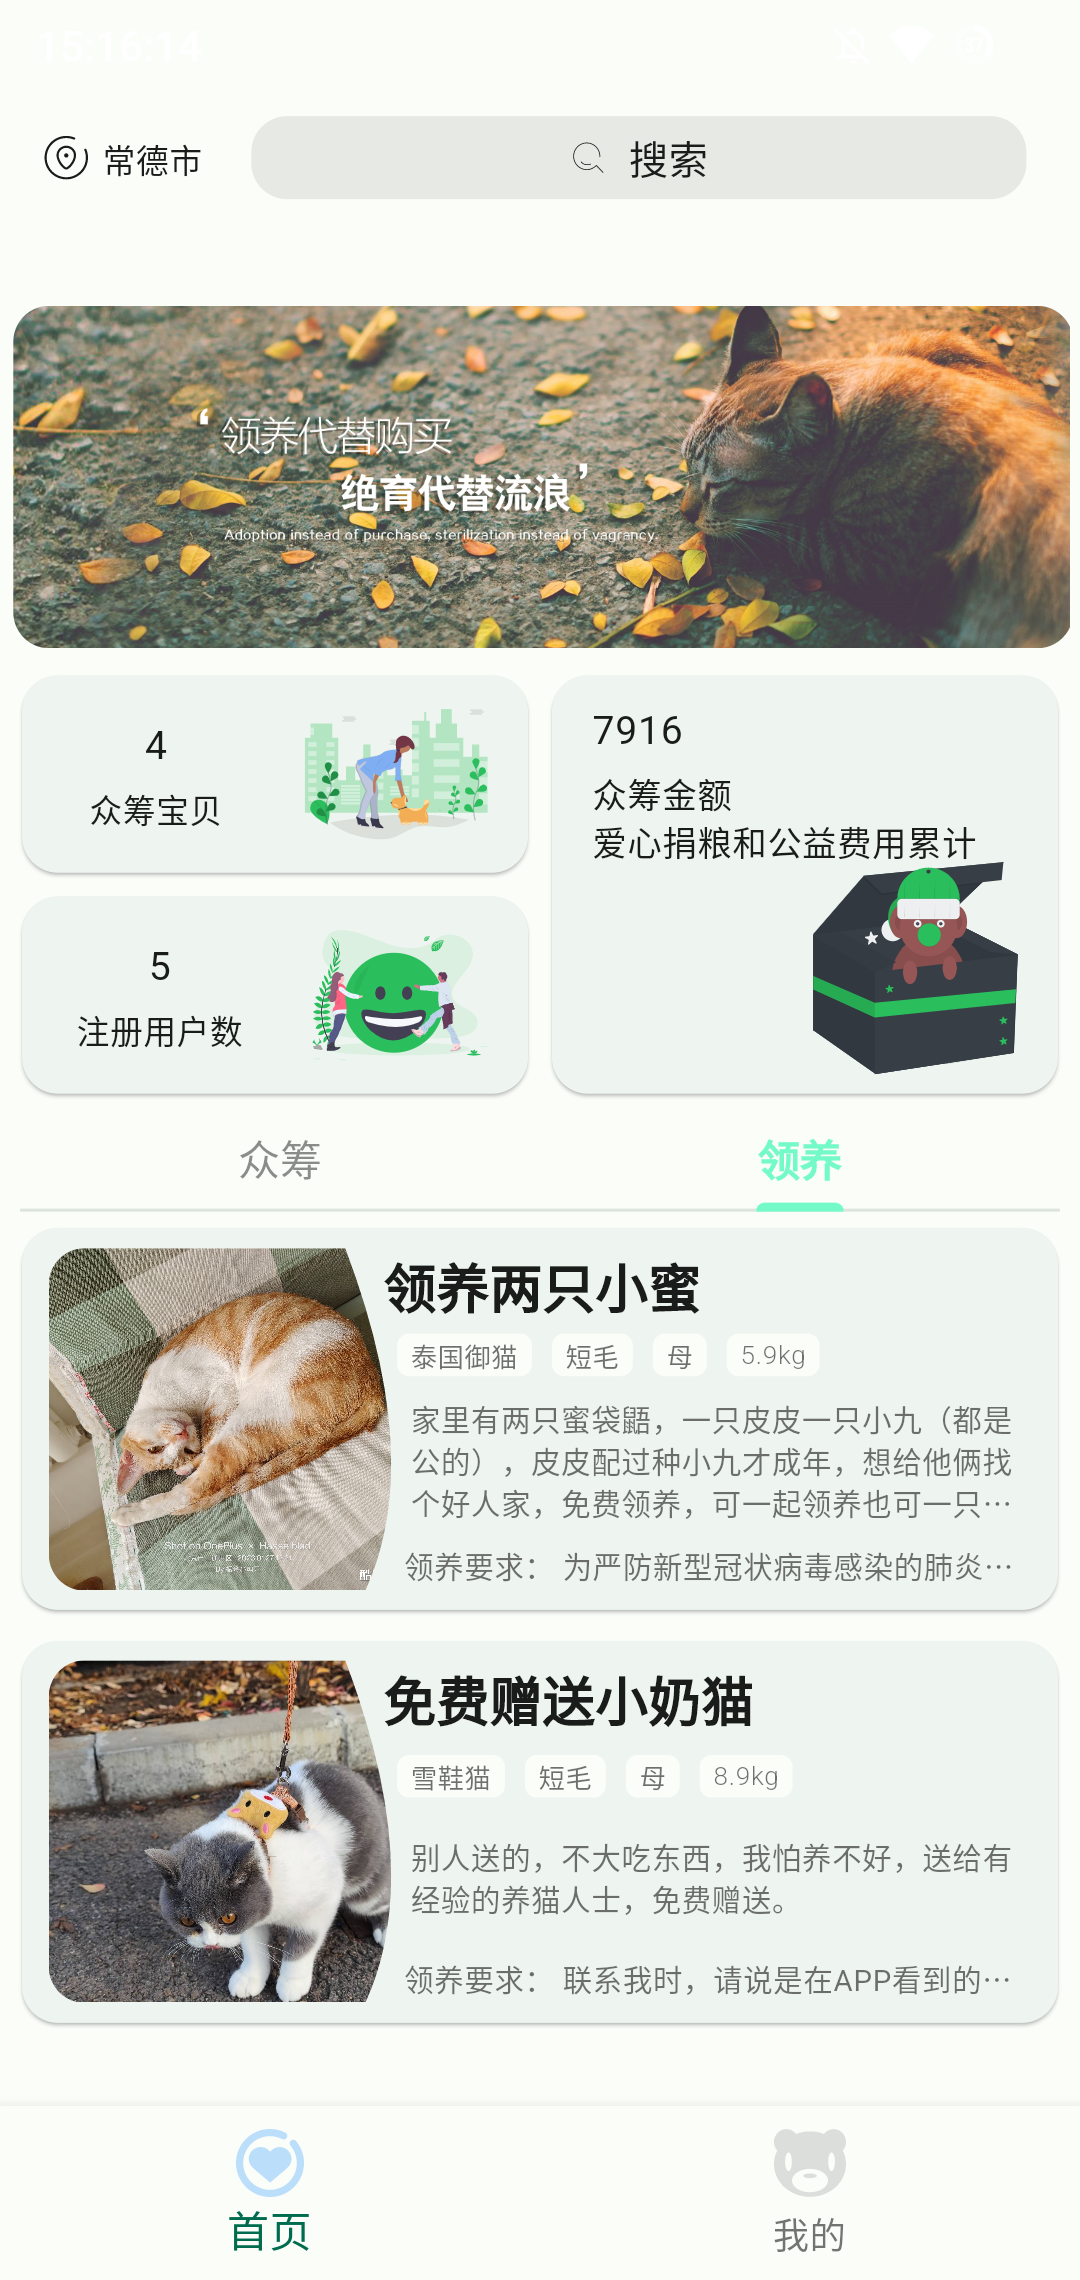 15:16:14
常德市
搜索
‘ 领养代替购买
绝育代替流浪 ’
Adoption instead of purchase, sterilization instead of vagrancy.
4
众筹宝贝
7916
众筹金额
爱心捐粮和公益费用累计
5
注册用户数
众筹
领养
领养两只小蜜
泰国御猫 短毛 母 5.9kg
家里有两只蜜袋鼯，一只皮皮一只小九（都是
公的），皮皮配过种小九才成年，想给他俩找
个好人家，免费领养，可一起领养也可一只…
领养要求： 为严防新型冠状病毒感染的肺炎…
Shot on OnePlus × Hasselblad
酷
免费赠送小奶猫
雪鞋猫 短毛 母 8.9kg
别人送的，不大吃东西，我怕养不好，送给有
经验的养猫人士，免费赠送。
领养要求： 联系我时，请说是在APP看到的…
首页
我的